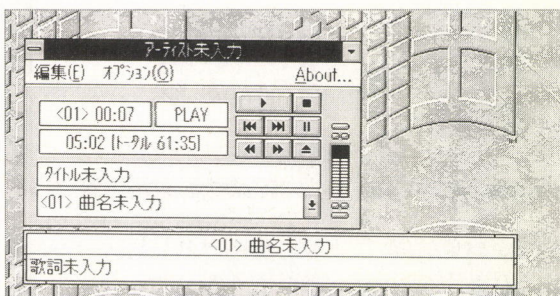 アーティスト未入力
編集(E) オプション(O) About...
<01> 00:07 PLAY
05:02 [トータル 61:35]
タイトル未入力
<01> 曲名未入力
<01> 曲名未入力
歌詞未入力